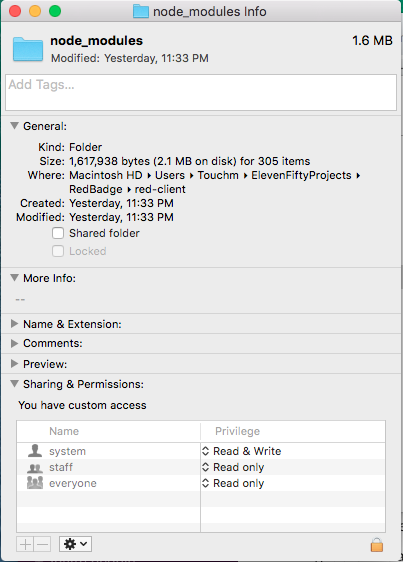 node_modules Info
node_modules 1.6 MB
Modified: Yesterday, 11:33 PM
Add Tags...
General:
Kind: Folder
Size: 1,617,938 bytes (2.1 MB on disk) for 305 items
Where: Macintosh HD ▸ Users ▸ Touchm ▸ ElevenFiftyProjects ▸
RedBadge ▸ red-client
Created: Yesterday, 11:33 PM
Modified: Yesterday, 11:33 PM
Shared folder
Locked
More Info:
--
Name & Extension:
Comments:
Preview:
Sharing & Permissions:
You have custom access
Name Privilege
system Read & Write
staff Read only
everyone Read only